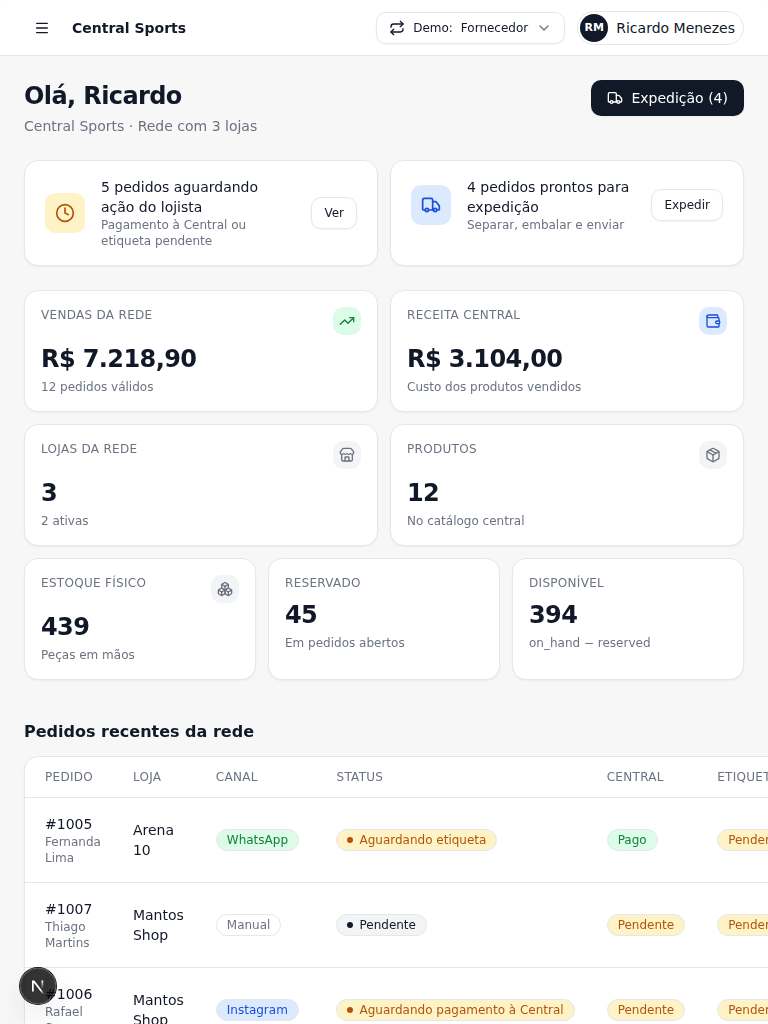 Central Sports
Demo: Fornecedor
RM
Ricardo Menezes
Olá, Ricardo
Central Sports · Rede com 3 lojas
Expedição (4)
5 pedidos aguardando
ação do lojista
Pagamento à Central ou
etiqueta pendente
Ver
4 pedidos prontos para
expedição
Separar, embalar e enviar
Expedir
VENDAS DA REDE
R$ 7.218,90
12 pedidos válidos
RECEITA CENTRAL
R$ 3.104,00
Custo dos produtos vendidos
LOJAS DA REDE
3
2 ativas
PRODUTOS
12
No catálogo central
ESTOQUE FÍSICO
439
Peças em mãos
RESERVADO
45
Em pedidos abertos
DISPONÍVEL
394
on_hand − reserved
Pedidos recentes da rede
PEDIDO LOJA CANAL STATUS CENTRAL ETIQUET
#1005
Fernanda
Lima
Arena
10
WhatsApp
Aguardando etiqueta
Pago
Penden
#1007
Thiago
Martins
Mantos
Shop
Manual
Pendente
Pendente
Penden
N
#1006
Rafael
Mantos
Shop
Instagram
Aguardando pagamento à Central
Pendente
Penden